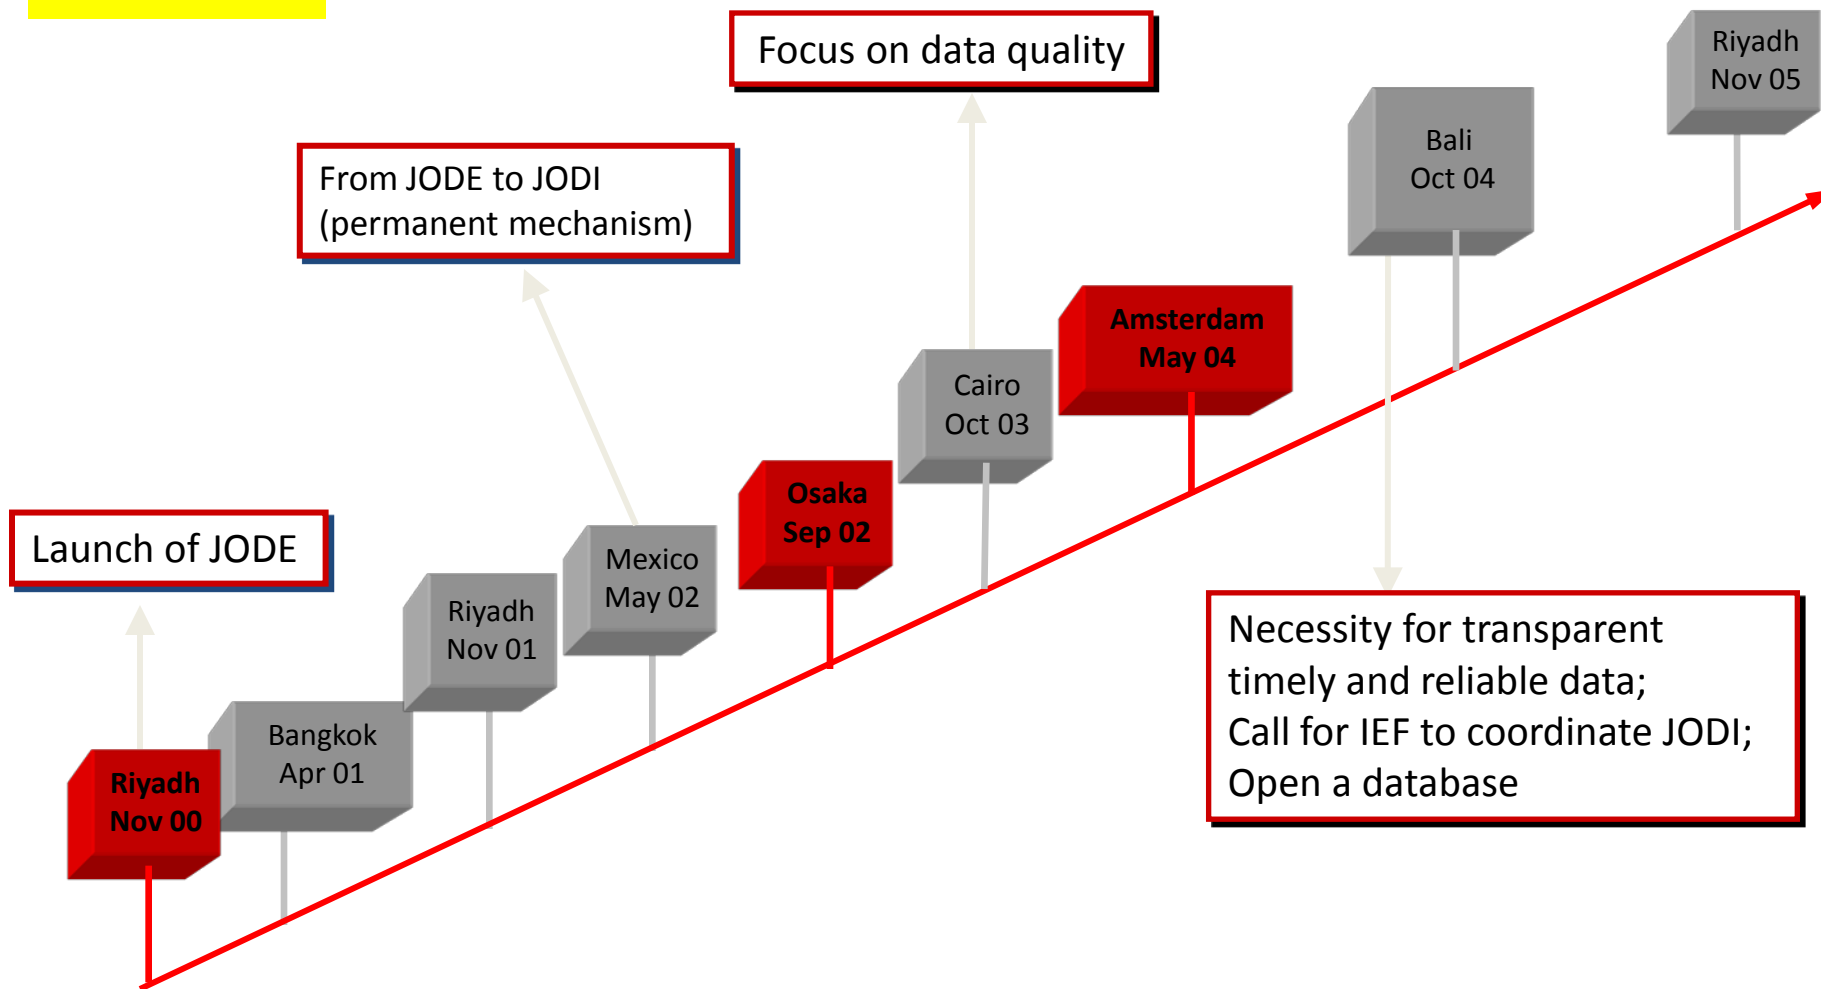 Focus on data quality
Riyadh
Nov 05
Bali
Oct 04
From JODE to JODI
(permanent mechanism)
Amsterdam
May 04
Cairo
Oct 03
Osaka
Sep 02
Launch of JODE
Mexico
May 02
Riyadh
Nov 01
Necessity for transparent
timely and reliable data;
Call for IEF to coordinate JODI;
Open a database
Bangkok
Apr 01
Riyadh
Nov 00